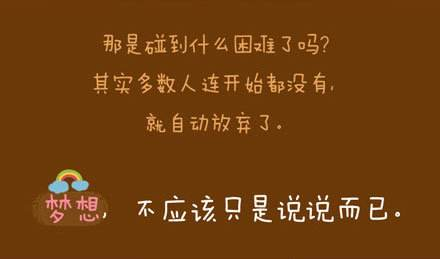 那是碰到什么困难了吗?
其实多数人连开始都没有,
就自动放弃了。
梦想, 不应该只是说说而已。